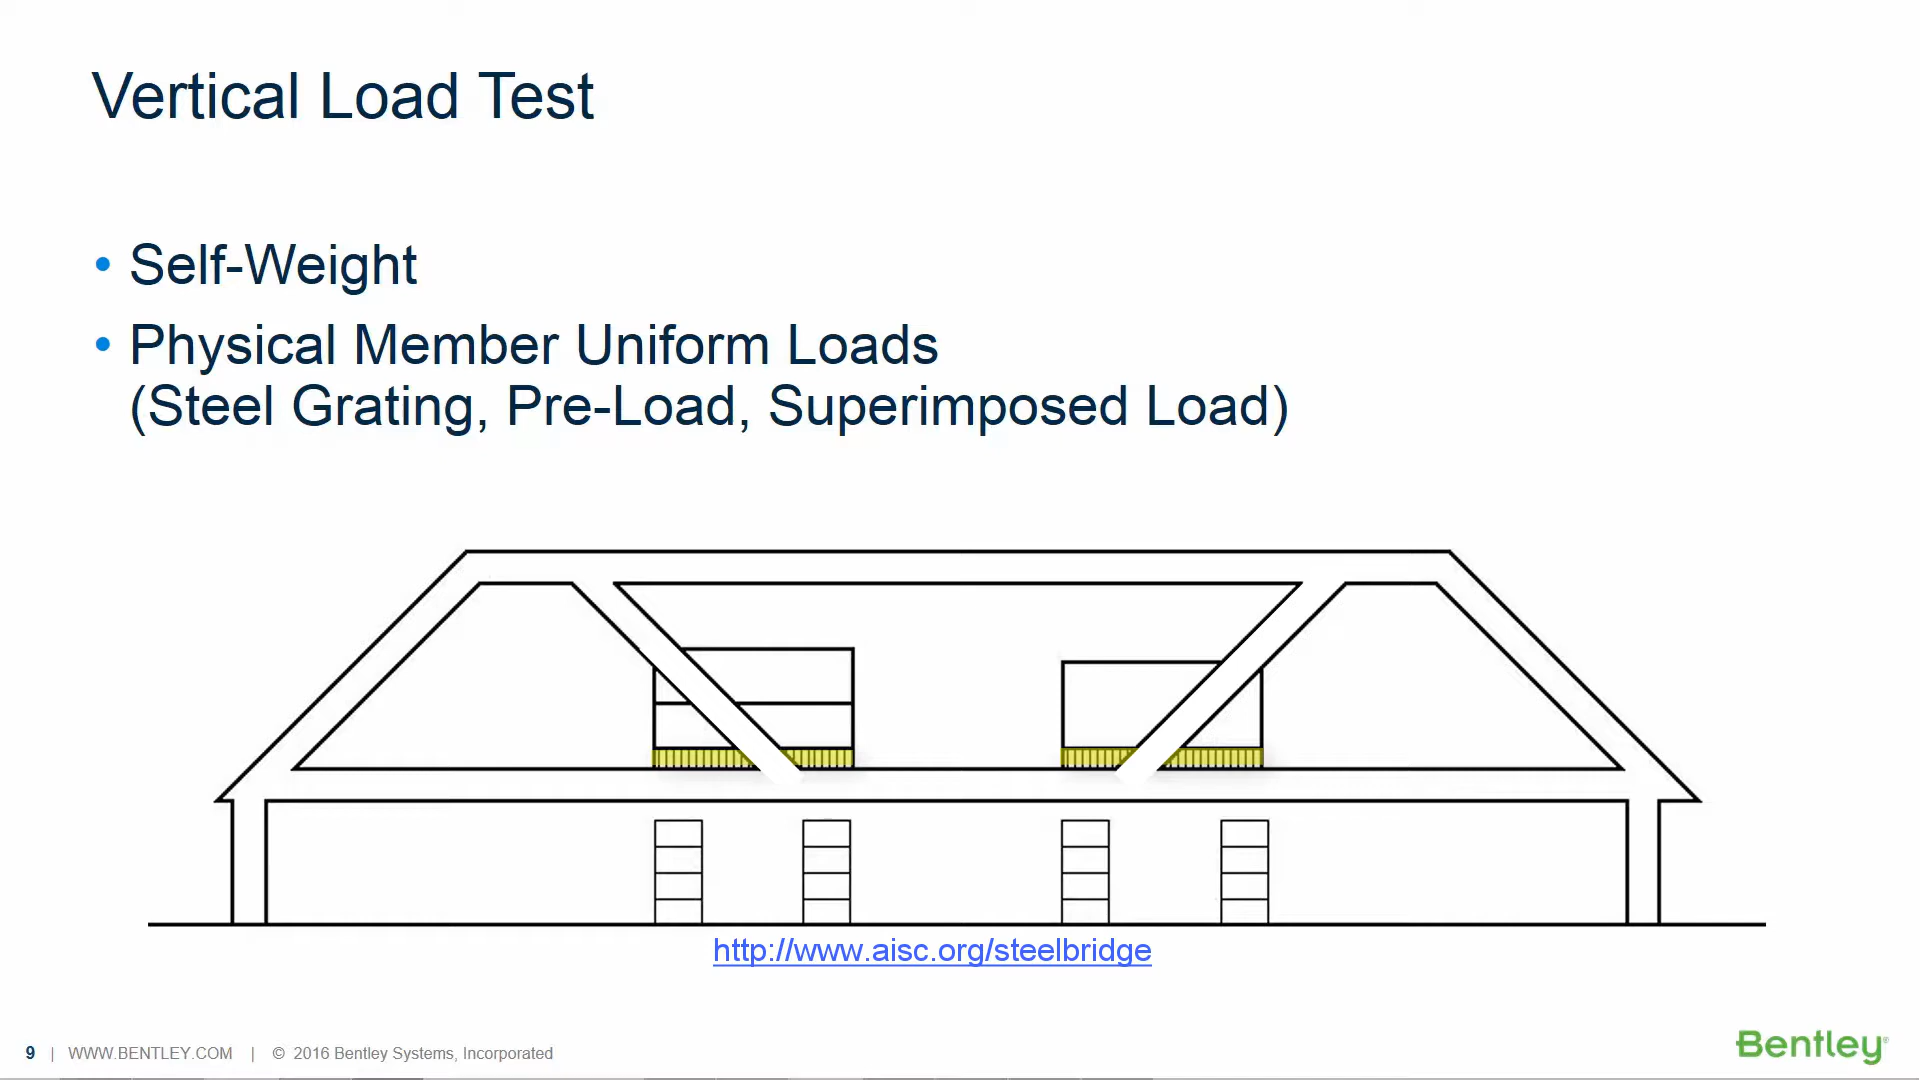 Vertical Load Test
• Self-Weight
• Physical Member Uniform Loads
(Steel Grating, Pre-Load, Superimposed Load)
http://www.aisc.org/steelbridge
9 | WWW.BENTLEY.COM | © 2016 Bentley Systems, Incorporated
Bentley®